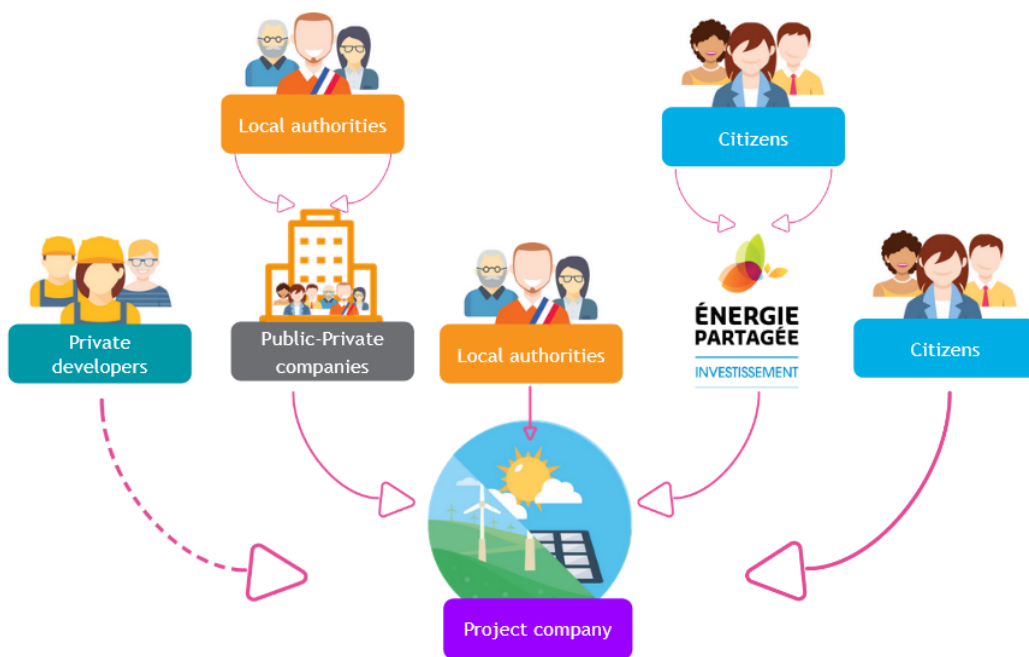 Local authorities
Citizens
Private
developers
Public-Private
companies
Local authorities
ÉNERGIE
PARTAGÉE
INVESTISSEMENT
Citizens
Project company